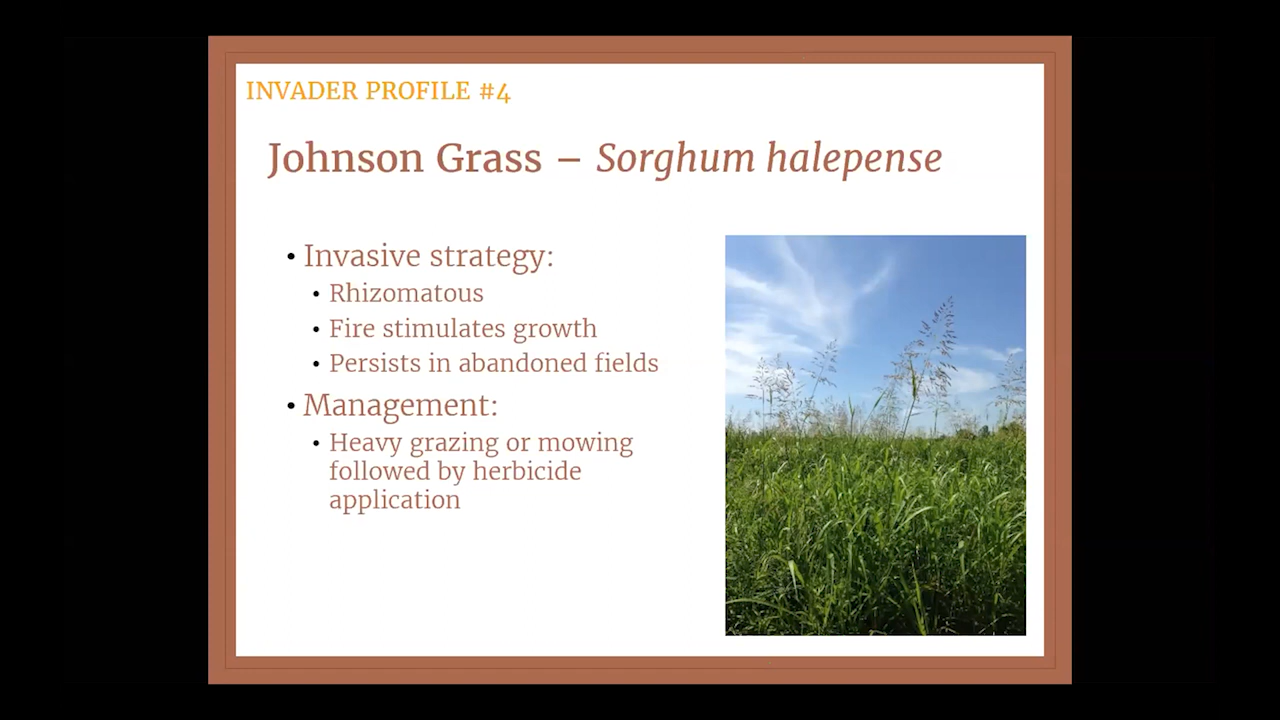 INVADER PROFILE #4
Johnson Grass – Sorghum halepense
• Invasive strategy:
• Rhizomatous
• Fire stimulates growth
• Persists in abandoned fields
• Management:
• Heavy grazing or mowing
followed by herbicide
application